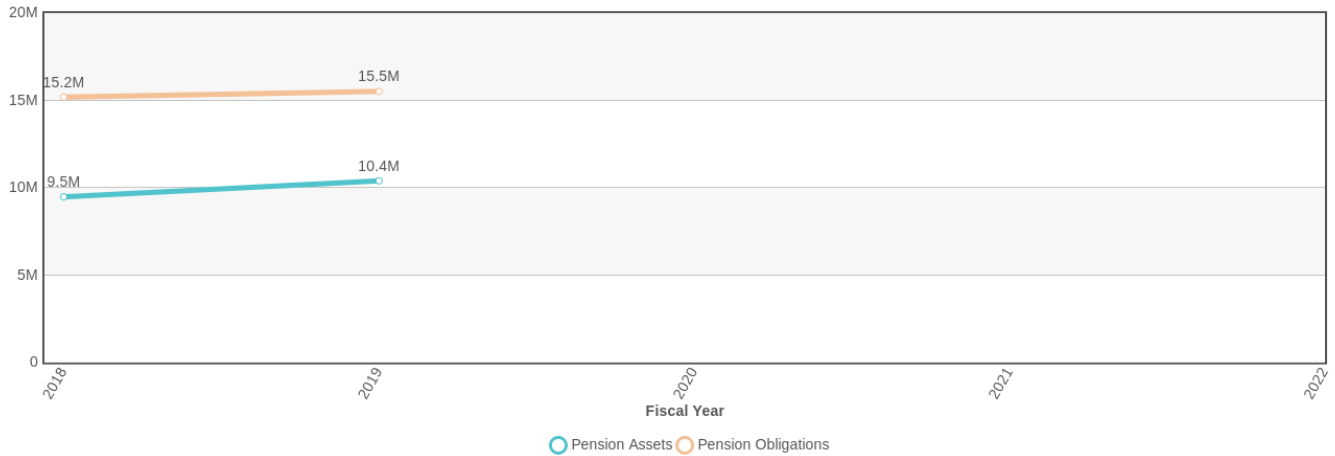 20M
15.2M
15.5M
15M
10.4M
9.5M
10M
5M
0
2018 2019 2020 2021 2022
Fiscal Year
Pension Assets Pension Obligations